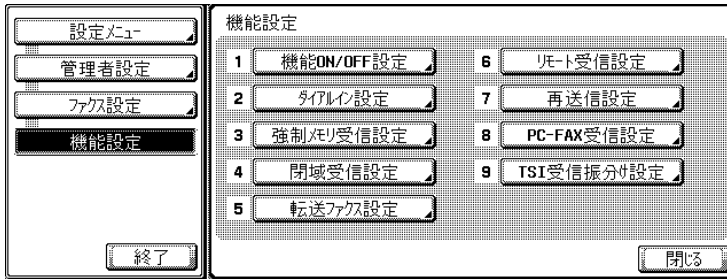 設定ﾒﾆｭｰ
管理者設定
ﾌｧｸｽ設定
機能設定
終了
機能設定
1 機能ON/OFF設定
2 ﾀﾞｲｱﾙｲﾝ設定
3 強制ﾒﾓﾘ受信設定
4 閉域受信設定
5 転送ﾌｧｸｽ設定
6 ﾘﾓｰﾄ受信設定
7 再送信設定
8 PC-FAX受信設定
9 TSI受信振分け設定
閉じる